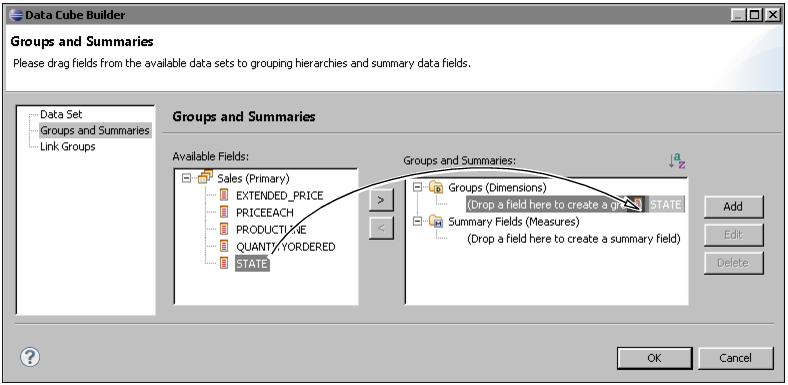 Data Cube Builder
Groups and Summaries
Please drag fields from the available data sets to grouping hierarchies and summary data fields.
Data Set
Groups and Summaries
Link Groups
Groups and Summaries
Available Fields:
Sales (Primary)
EXTENDED_PRICE
PRICEEACH
PRODUCTLINE
QUANTITYORDERED
STATE
>
<
Groups and Summaries:
Groups (Dimensions)
(Drop a field here to create a STATE
Summary Fields (Measures)
(Drop a field here to create a summary field)
Add
Edit
Delete
OK
Cancel